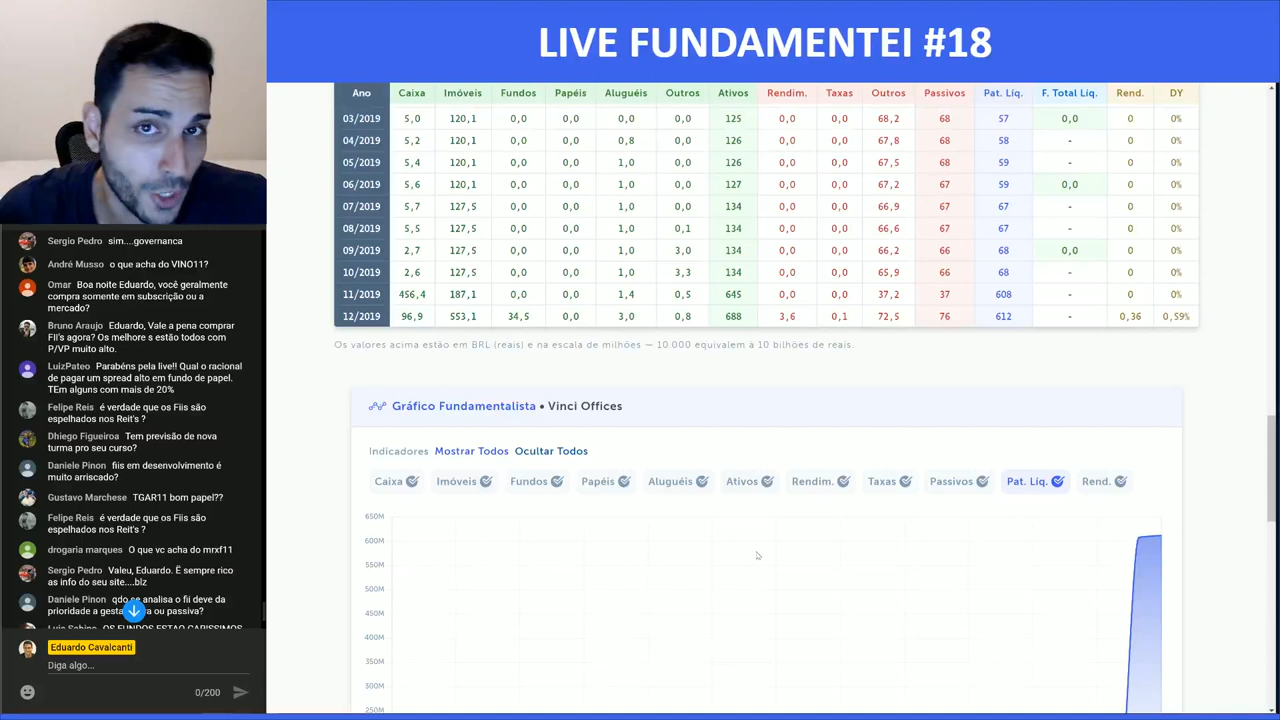 LIVE FUNDAMENTEI #18
Ano Caixa Imóveis Fundos Papéis Aluguéis Outros Ativos Rendim. Taxas Outros Passivos Pat. Líq. F. Total Líq. Rend. DY
03/2019 5,0 120,1 0,0 0,0 0,0 0,0 125 0,0 0,0 68,2 68 57 0,0 0 0%
04/2019 5,2 120,1 0,0 0,0 0,8 0,0 126 0,0 0,0 67,8 68 58 - 0 0%
05/2019 5,4 120,1 0,0 0,0 1,0 0,0 126 0,0 0,0 67,5 68 59 - 0 0%
06/2019 5,6 120,1 0,0 0,0 1,0 0,0 127 0,0 0,0 67,2 67 59 0,0 0 0%
07/2019 5,7 127,5 0,0 0,0 1,0 0,0 134 0,0 0,0 66,9 67 67 - 0 0%
08/2019 5,5 127,5 0,0 0,0 1,0 0,1 134 0,0 0,0 66,6 67 67 - 0 0%
09/2019 2,7 127,5 0,0 0,0 1,0 3,0 134 0,0 0,0 66,2 66 68 0,0 0 0%
10/2019 2,6 127,5 0,0 0,0 1,0 3,3 134 0,0 0,0 65,9 66 68 - 0 0%
11/2019 456,4 187,1 0,0 0,0 1,4 0,5 645 0,0 0,0 37,2 37 608 - 0 0%
12/2019 96,9 553,1 34,5 0,0 3,0 0,8 688 3,6 0,1 72,5 76 612 - 0,36 0,59%
Os valores acima estão em BRL (reais) e na escala de milhões — 10.000 equivalem à 10 bilhões de reais.
Gráfico Fundamentalista • Vinci Offices
Indicadores Mostrar Todos Ocultar Todos
Caixa Imóveis Fundos Papéis Aluguéis Ativos Rendim. Taxas Passivos Pat. Líq. Rend.
650M
600M
550M
500M
450M
400M
350M
300M
250M
Sergio Pedro sim....governanca
André Musso o que acha do VINO11?
Omar Boa noite Eduardo, você geralmente
compra somente em subscrição ou a
mercado?
Bruno Araujo Eduardo, Vale a pena comprar
FII's agora? Os melhore s estão todos com
P/VP muito alto.
LuizPateo Parabéns pela live!! Qual o racional
de pagar um spread alto em fundo de papel.
TEm alguns com mais de 20%
Felipe Reis é verdade que os Fiis são
espelhados nos Reit's ?
Dhiego Figueiroa Tem previsão de nova
turma pro seu curso?
Daniele Pinon fiis em desenvolvimento é
muito arriscado?
Gustavo Marchese TGAR11 bom papel??
Felipe Reis é verdade que os Fiis são
espelhados nos Reit's ?
drogaria marques O que vc acha do mrxf11
Sergio Pedro Valeu, Eduardo. Ë sempre rico
as info do seu site....blz
Daniele Pinon qdo se analisa o fii deve da
prioridade a ou passiva?
OS FUNDOS ESTAO CARISSIMOS
Eduardo Cavalcanti
Diga algo...
0/200